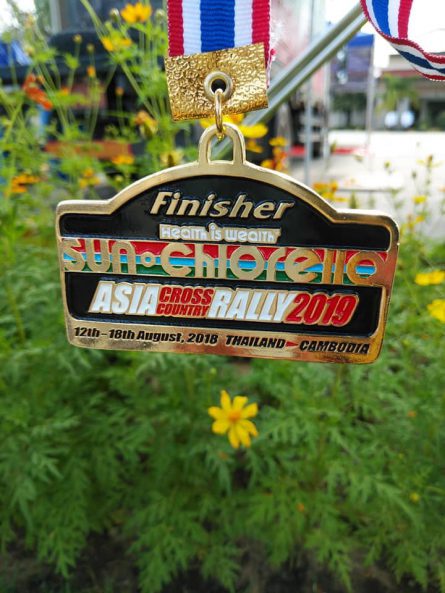 Finisher
Health is Wealth
Sun Chlorella
ASIA CROSS COUNTRY RALLY 2019
12th-18th August, 2018 THAILAND CAMBODIA